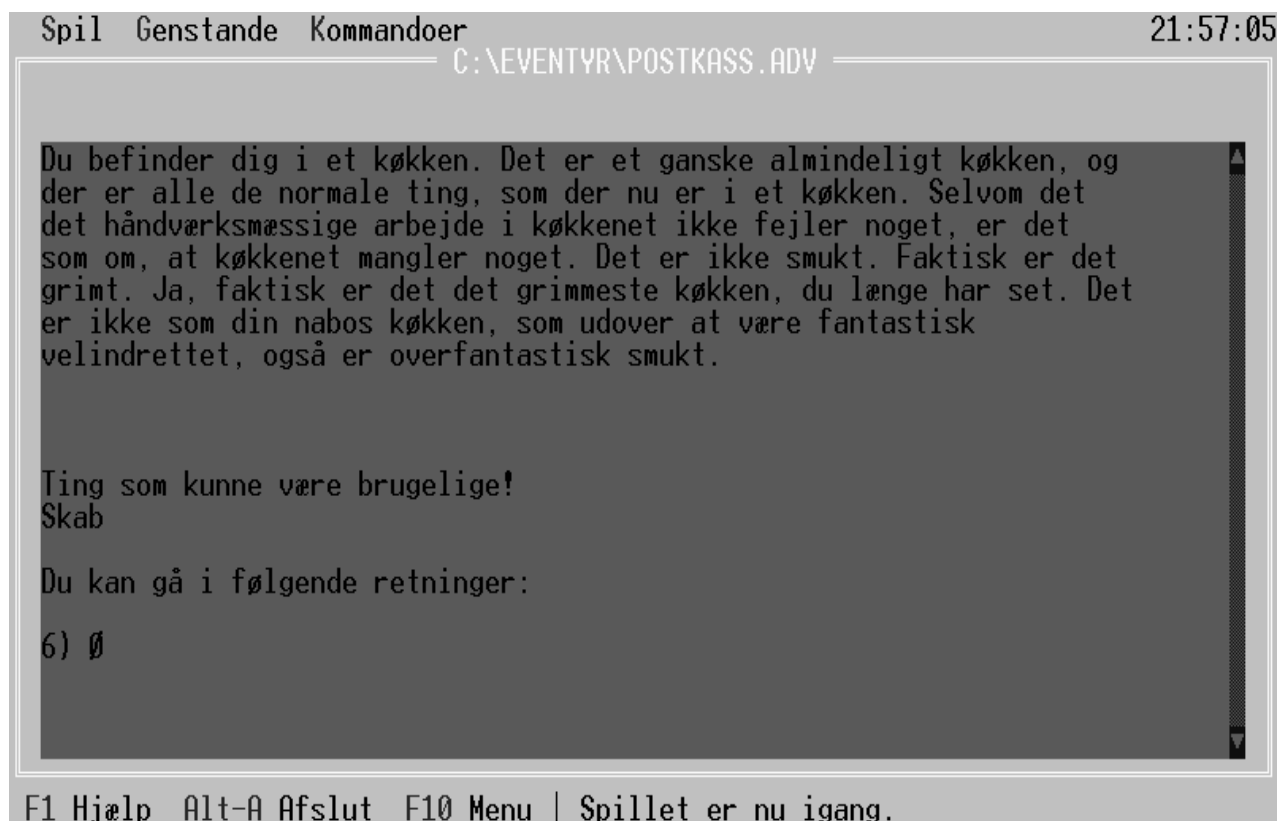 Spil Genstande Kommandoer 21:57:05
C:\EVENTYR\POSTKASS.ADV
Du befinder dig i et køkken. Det er et ganske almindeligt køkken, og
der er alle de normale ting, som der nu er i et køkken. Selvom det
det håndværksmæssige arbejde i køkkenet ikke fejler noget, er det
som om, at køkkenet mangler noget. Det er ikke smukt. Faktisk er det
grimt. Ja, faktisk er det det grimmeste køkken, du længe har set. Det
er ikke som din nabos køkken, som udover at være fantastisk
velindrettet, også er overfantastisk smukt.
Ting som kunne være brugelige!
Skab
Du kan gå i følgende retninger:
6) Ø
F1 Hjælp Alt-A Afslut F10 Menu | Spillet er nu igang.